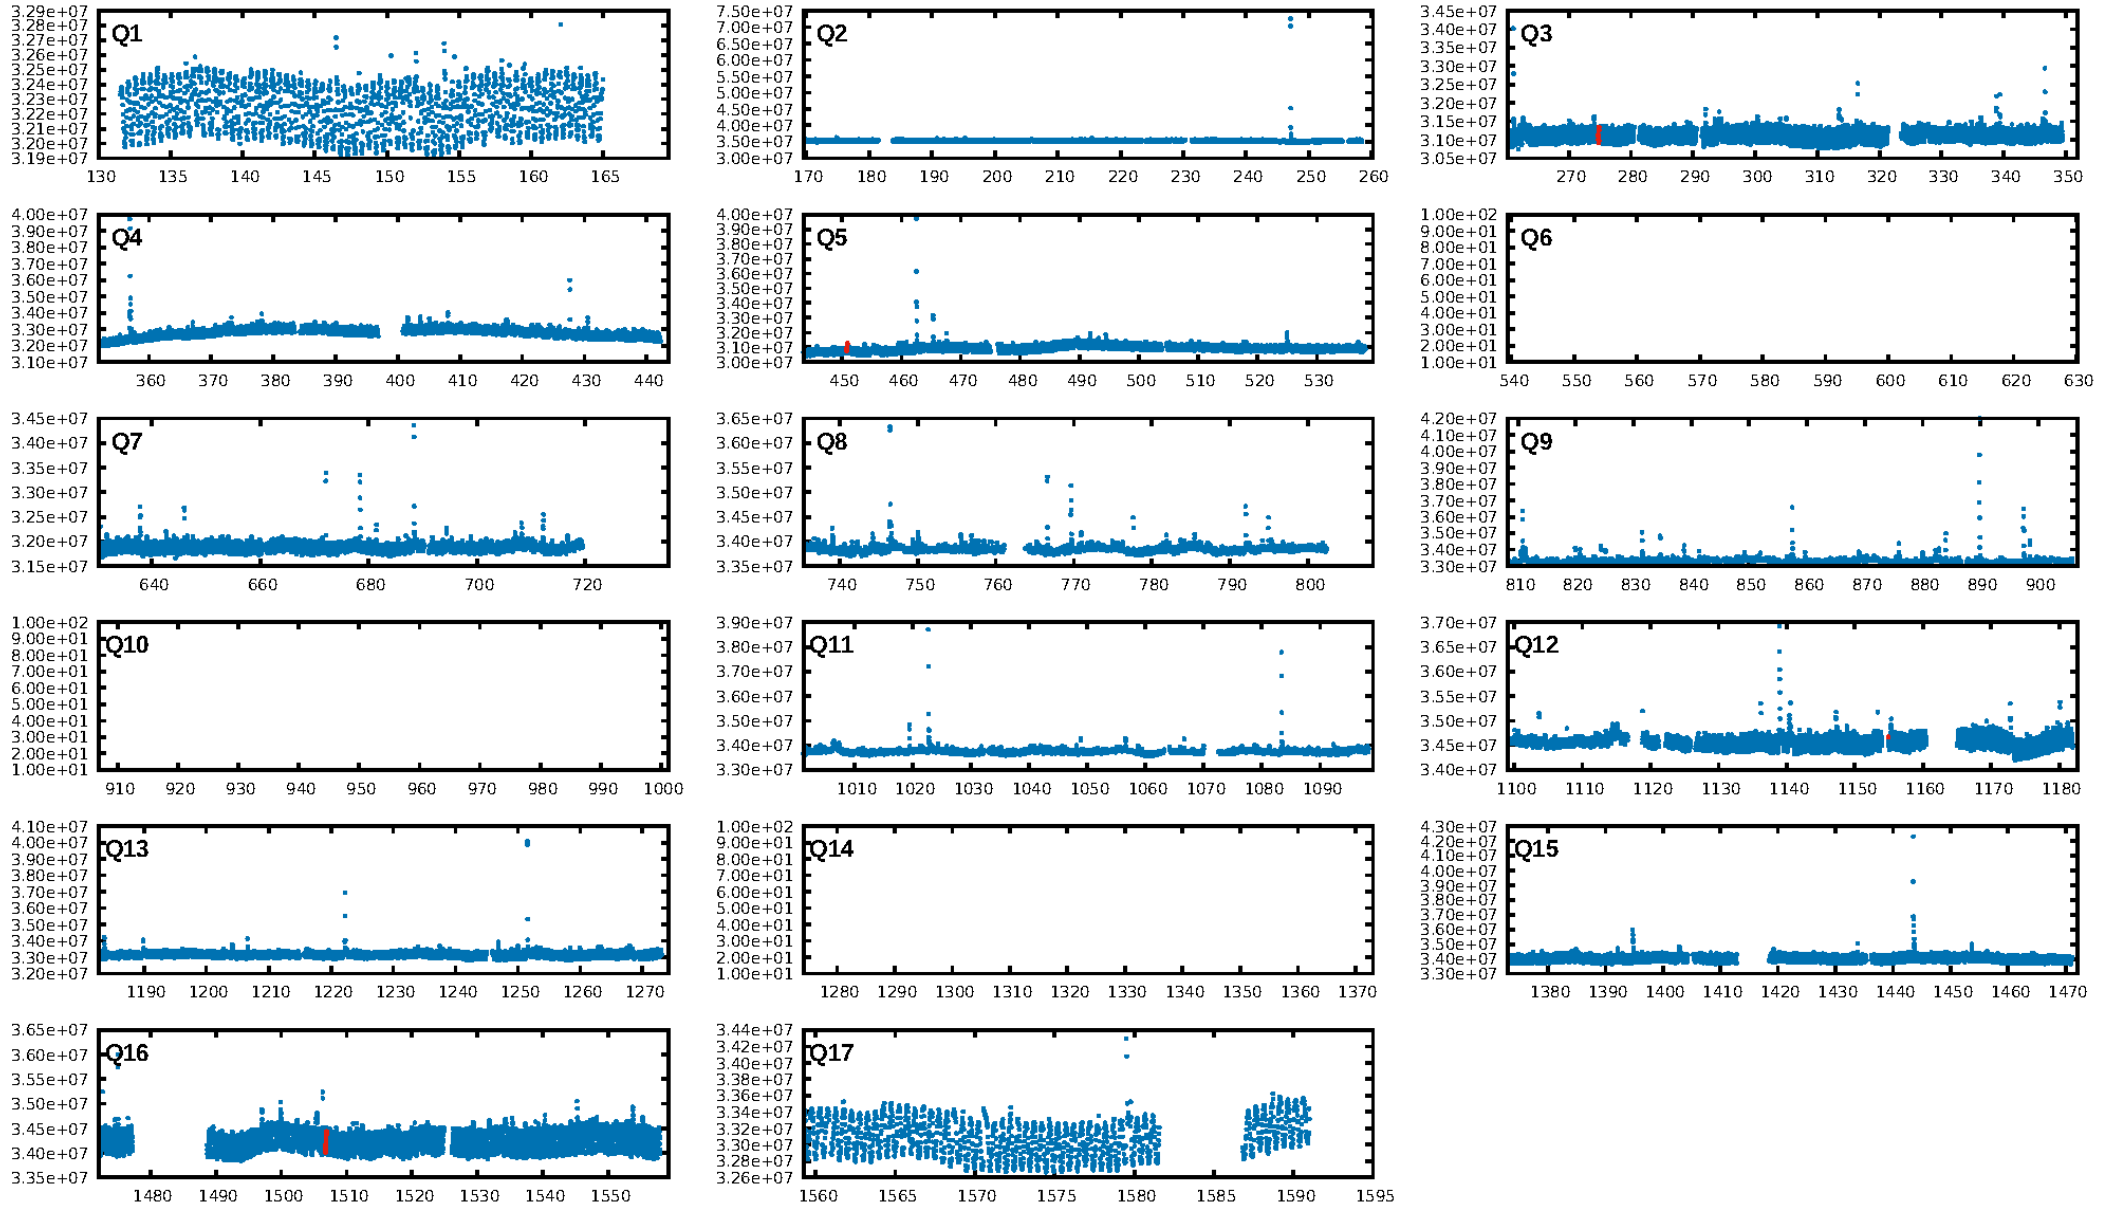 3.29e+07
3.28e+07
3.27e+07
3.26e+07
3.25e+07
3.24e+07
3.23e+07
3.22e+07
3.21e+07
3.20e+07
3.19e+07
Q1
130 135 140 145 150 155 160 165
7.50e+07
7.00e+07
6.50e+07
6.00e+07
5.50e+07
5.00e+07
4.50e+07
4.00e+07
3.50e+07
3.00e+07
Q2
170 180 190 200 210 220 230 240 250 260
3.45e+07
3.40e+07
3.35e+07
3.30e+07
3.25e+07
3.20e+07
3.15e+07
3.10e+07
3.05e+07
Q3
270 280 290 300 310 320 330 340 350
4.00e+07
3.90e+07
3.80e+07
3.70e+07
3.60e+07
3.50e+07
3.40e+07
3.30e+07
3.20e+07
3.10e+07
Q4
360 370 380 390 400 410 420 430 440
4.00e+07
3.90e+07
3.80e+07
3.70e+07
3.60e+07
3.50e+07
3.40e+07
3.30e+07
3.20e+07
3.10e+07
3.00e+07
Q5
450 460 470 480 490 500 510 520 530
1.00e+02
9.00e+01
8.00e+01
7.00e+01
6.00e+01
5.00e+01
4.00e+01
3.00e+01
2.00e+01
1.00e+01
Q6
540 550 560 570 580 590 600 610 620 630
3.45e+07
3.40e+07
3.35e+07
3.30e+07
3.25e+07
3.20e+07
3.15e+07
Q7
640 660 680 700 720
3.65e+07
3.60e+07
3.55e+07
3.50e+07
3.45e+07
3.40e+07
3.35e+07
Q8
740 750 760 770 780 790 800
4.20e+07
4.10e+07
4.00e+07
3.90e+07
3.80e+07
3.70e+07
3.60e+07
3.50e+07
3.40e+07
3.30e+07
Q9
810 820 830 840 850 860 870 880 890 900
1.00e+02
9.00e+01
8.00e+01
7.00e+01
6.00e+01
5.00e+01
4.00e+01
3.00e+01
2.00e+01
1.00e+01
Q10
910 920 930 940 950 960 970 980 990 1000
3.90e+07
3.80e+07
3.70e+07
3.60e+07
3.50e+07
3.40e+07
3.30e+07
Q11
1010 1020 1030 1040 1050 1060 1070 1080 1090
3.70e+07
3.65e+07
3.60e+07
3.55e+07
3.50e+07
3.45e+07
3.40e+07
Q12
1100 1110 1120 1130 1140 1150 1160 1170 1180
4.10e+07
4.00e+07
3.90e+07
3.80e+07
3.70e+07
3.60e+07
3.50e+07
3.40e+07
3.30e+07
3.20e+07
Q13
1190 1200 1210 1220 1230 1240 1250 1260 1270
1.00e+02
9.00e+01
8.00e+01
7.00e+01
6.00e+01
5.00e+01
4.00e+01
3.00e+01
2.00e+01
1.00e+01
Q14
1280 1290 1300 1310 1320 1330 1340 1350 1360 1370
4.30e+07
4.20e+07
4.10e+07
4.00e+07
3.90e+07
3.80e+07
3.70e+07
3.60e+07
3.50e+07
3.40e+07
3.30e+07
Q15
1380 1390 1400 1410 1420 1430 1440 1450 1460 1470
3.65e+07
3.60e+07
3.55e+07
3.50e+07
3.45e+07
3.40e+07
3.35e+07
Q16
1480 1490 1500 1510 1520 1530 1540 1550
3.44e+07
3.42e+07
3.40e+07
3.38e+07
3.36e+07
3.34e+07
3.32e+07
3.30e+07
3.28e+07
3.26e+07
Q17
1560 1565 1570 1575 1580 1585 1590 1595